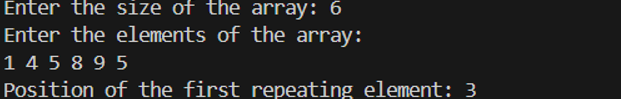 Enter the size of the array: 6
Enter the elements of the array:
1 4 5 8 9 5
Position of the first repeating element: 3